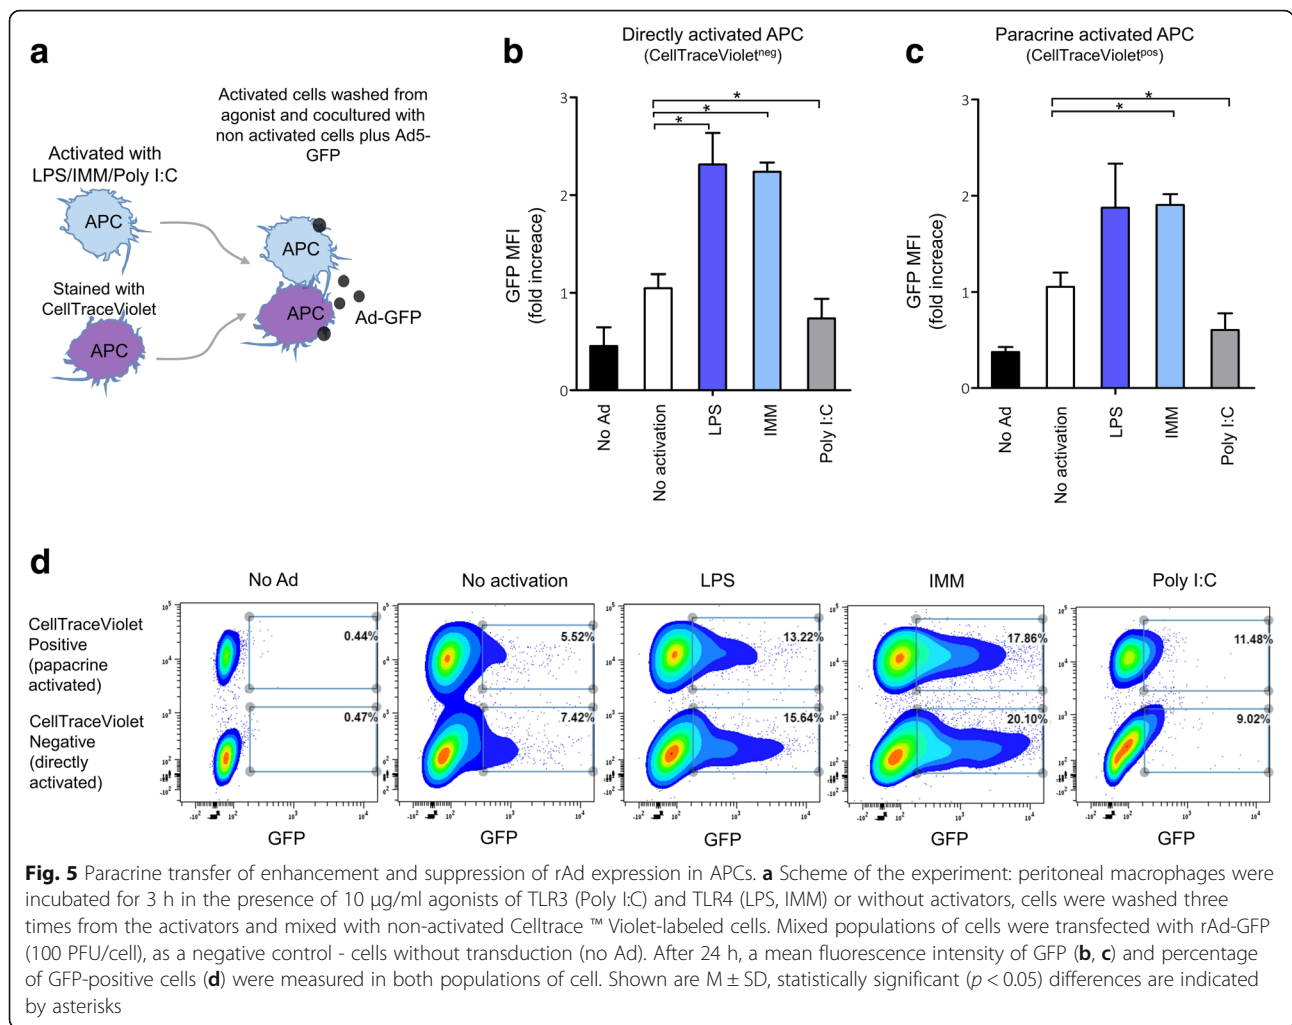 a
Activated cells washed from
agonist and cocultured with
non activated cells plus Ad5-
GFP
Activated with
LPS/IMM/Poly I:C
APC
APC
Stained with
CellTraceViolet
APC
APC
Ad-GFP
b
Directly activated APC
(CellTraceVioletneg)
GFP MFI
(fold increace)
3
2
1
0
*
*
*
No Ad
No activation
LPS
IMM
Poly I:C
c
Paracrine activated APC
(CellTraceVioletpos)
GFP MFI
(fold increace)
3
2
1
0
*
*
No Ad
No activation
LPS
IMM
Poly I:C
d
No Ad
No activation
LPS
IMM
Poly I:C
CellTraceViolet
Positive
(papacrine
activated)
CellTraceViolet
Negative
(directly
activated)
0.44%
5.52%
13.22%
17.86%
11.48%
0.47%
7.42%
15.64%
20.10%
9.02%
GFP
GFP
GFP
GFP
GFP
Fig. 5 Paracrine transfer of enhancement and suppression of rAd expression in APCs. a Scheme of the experiment: peritoneal macrophages were
incubated for 3 h in the presence of 10 μg/ml agonists of TLR3 (Poly I:C) and TLR4 (LPS, IMM) or without activators, cells were washed three
times from the activators and mixed with non-activated Celltrace ™ Violet-labeled cells. Mixed populations of cells were transfected with rAd-GFP
(100 PFU/cell), as a negative control - cells without transduction (no Ad). After 24 h, a mean fluorescence intensity of GFP (b, c) and percentage
of GFP-positive cells (d) were measured in both populations of cell. Shown are M ± SD, statistically significant (p < 0.05) differences are indicated
by asterisks